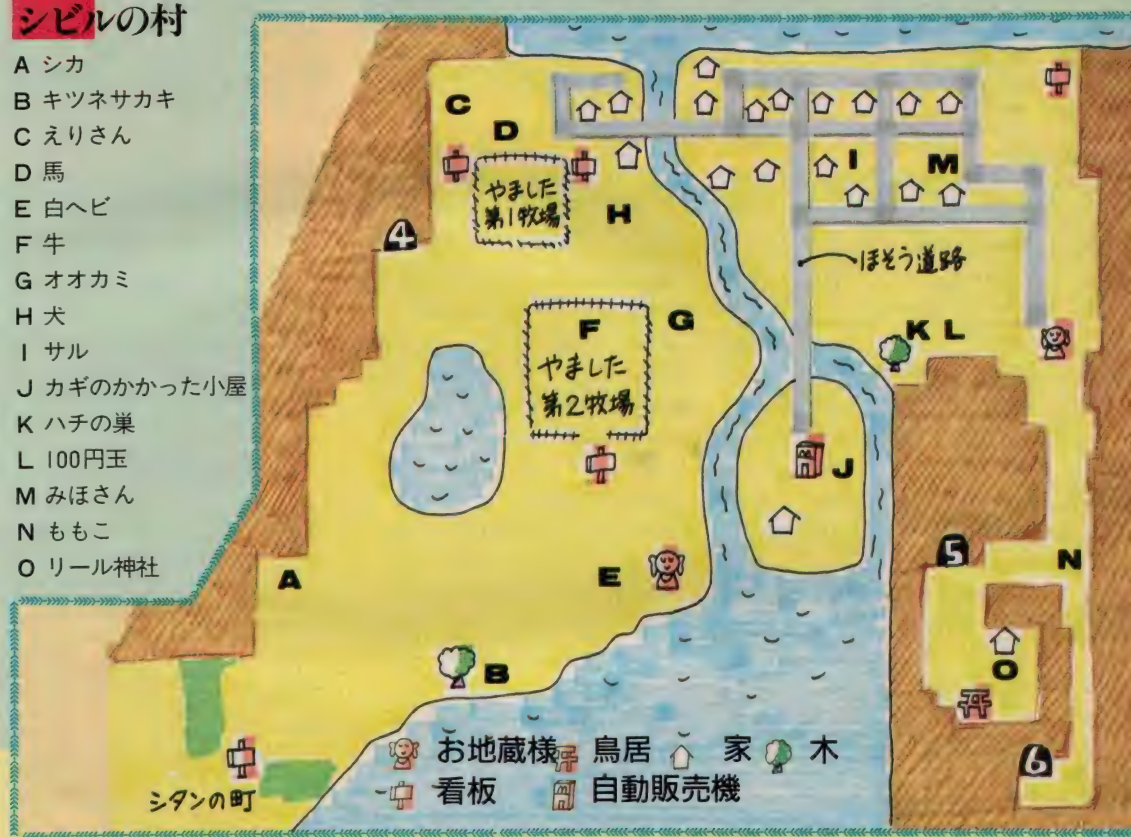 シビルの村
A シカ
B キツネサカキ
C えりさん
D 馬
E 白ヘビ
F 牛
G オオカミ
H 犬
I サル
J カギのかかった小屋
K ハチの巣
L 100円玉
M みほさん
N ももこ
O リール神社
C
D
やました
第1牧場
H
I
M
4
ほそう道路
F
G
やました
第2牧場
K L
J
A
E
5
N
B
O
6
お地蔵様
鳥居
家
木
看板
自動販売機
シタンの町